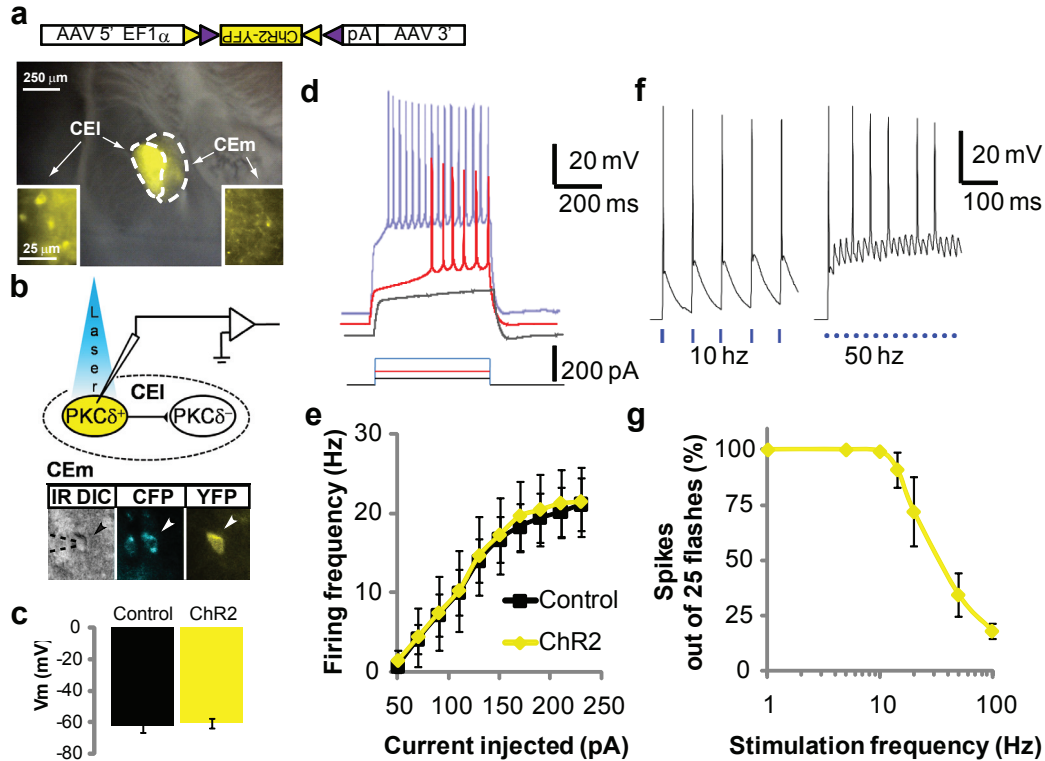 a
AAV 5' EF1α
ChR2-YFP
pA
AAV 3'
250 µm
CEl
CEm
25 µm
b
Laser
CEl
PKCδ+
PKCδ−
CEm
IR DIC
CFP
YFP
c
Control
ChR2
Vm (mV)
0
-20
-40
-60
-80
d
20 mV
200 ms
200 pA
e
Firing frequency (Hz)
30
20
10
0
Control
ChR2
50
100
150
200
250
Current injected (pA)
f
20 mV
100 ms
10 hz
50 hz
g
Spikes
out of 25 flashes (%)
100
75
50
25
0
1
10
100
Stimulation frequency (Hz)